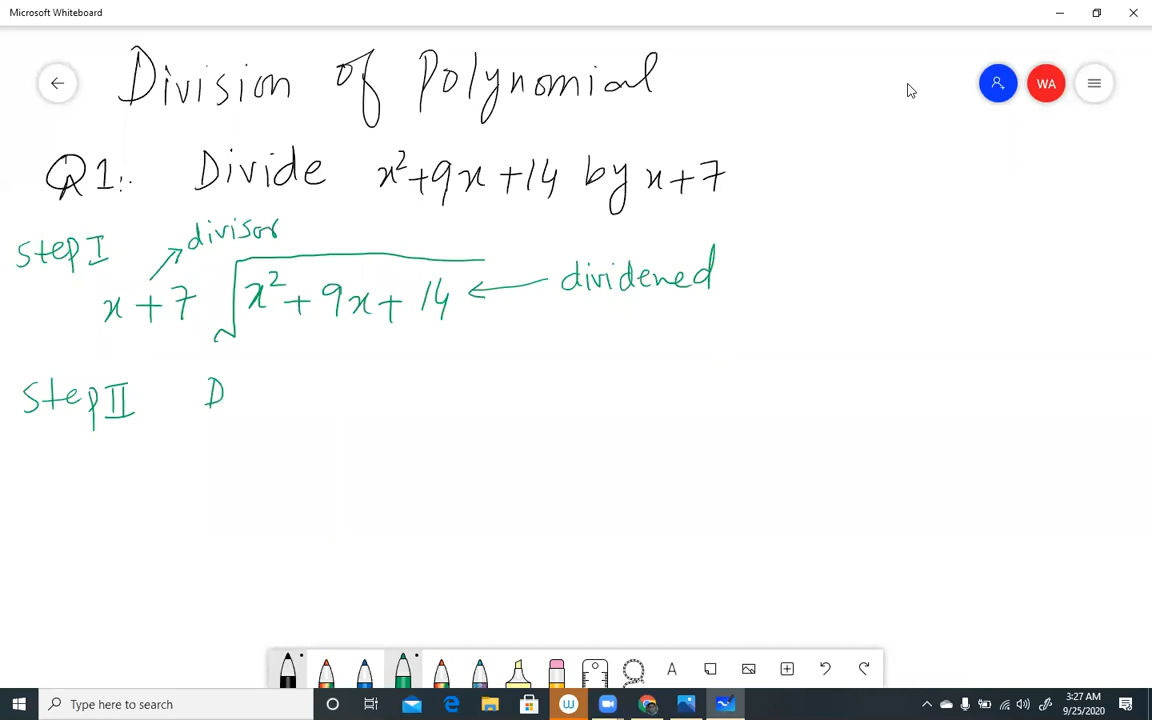 Microsoft Whiteboard
Division of Polynomial
WA
Q1:. Divide x²+9x+14 by x+7
Step I
divisor
x+7 √x²+9x+14
dividened
Step II D
A
Type here to search
W
3:27 AM
9/25/2020